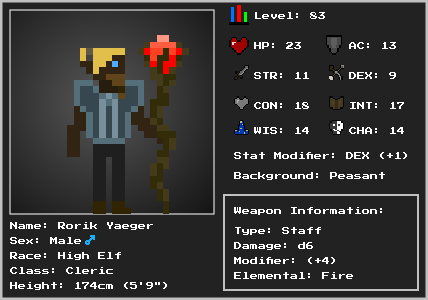 Level: 83
HP: 23 AC: 13
STR: 11 DEX: 9
CON: 18 INT: 17
WIS: 14 CHA: 14
Stat Modifier: DEX (+1)
Background: Peasant
Name: Rorik Yaeger
Sex: Male ♂
Race: High Elf
Class: Cleric
Height: 174cm (5'9")
Weapon Information:
Type: Staff
Damage: d6
Modifier: (+4)
Elemental: Fire